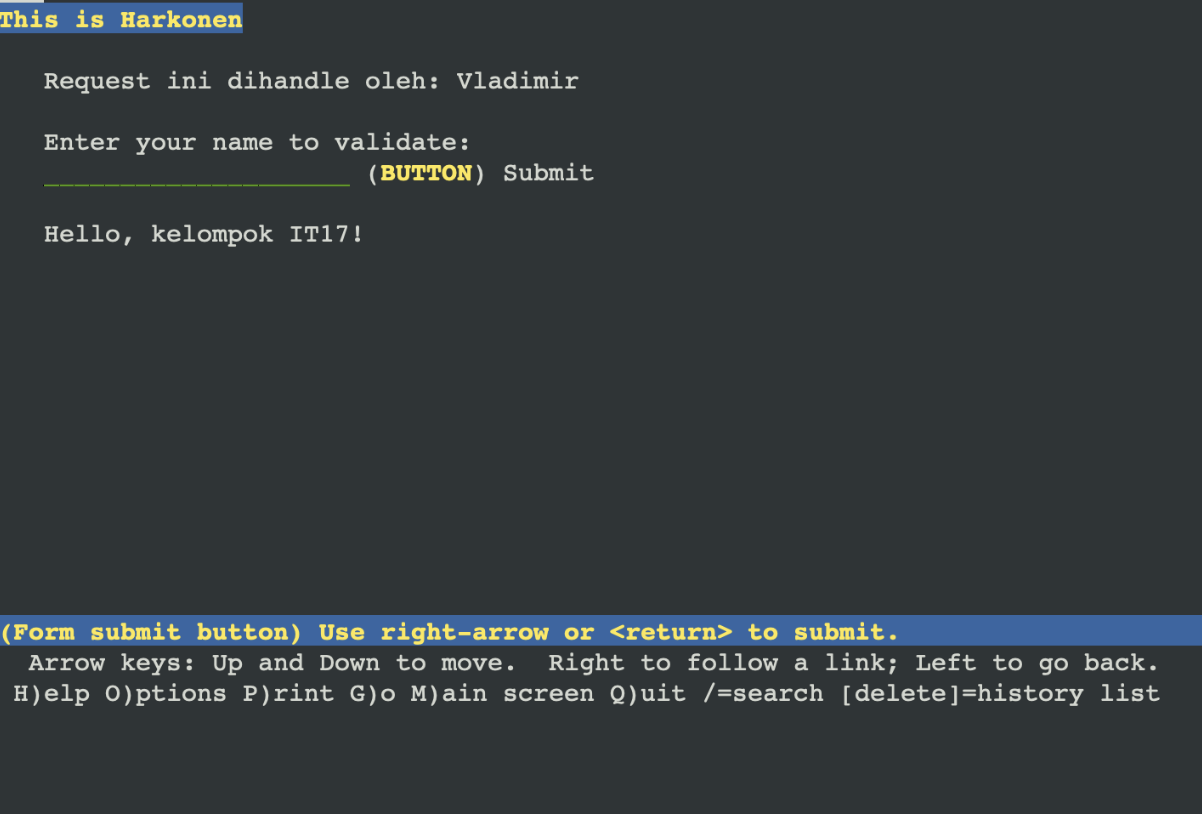 This is Harkonen
Request ini dihandle oleh: Vladimir
Enter your name to validate:
____________________ (BUTTON) Submit
Hello, kelompok IT17!
(Form submit button) Use right-arrow or <return> to submit.
Arrow keys: Up and Down to move.  Right to follow a link; Left to go back.
H)elp O)ptions P)rint G)o M)ain screen Q)uit /=search [delete]=history list